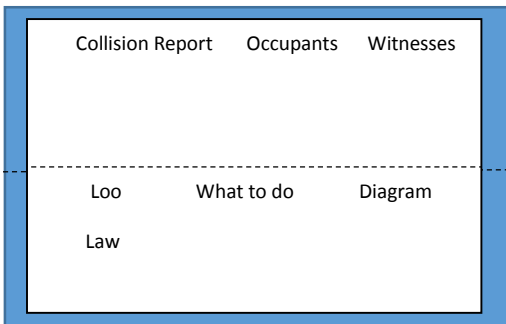 Collision Report Occupants Witnesses
Loo What to do Diagram
Law